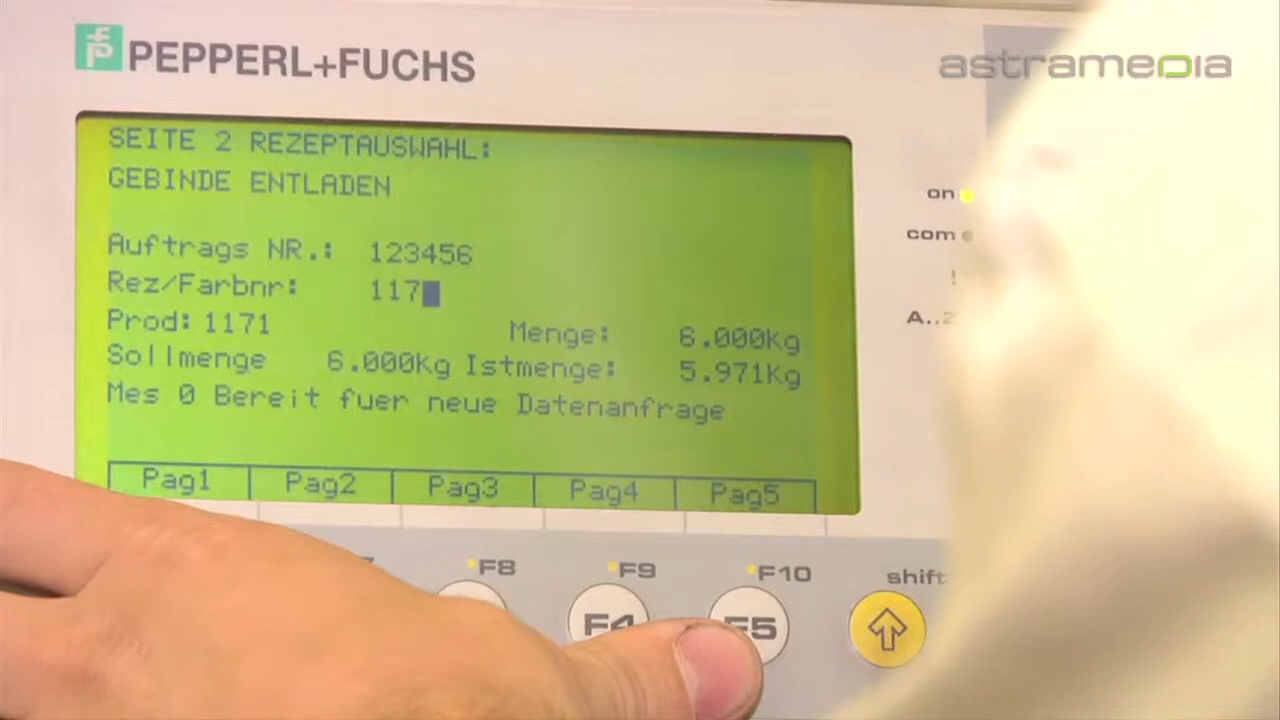 PEPPERL+FUCHS
astramedia
SEITE 2 REZEPTAUSWAHL:
GEBINDE ENTLADEN
Auftrags NR.: 123456
Rez/Farbnr: 117
Prod: 1171 Menge: 6.000Kg
Sollmenge 6.000Kg Istmenge: 5.971Kg
Mes 0 Bereit fuer neue Datenanfrage
Pag1 Pag2 Pag3 Pag4 Pag5
on
com
!
F8 F9 F10 shift
F4 F5